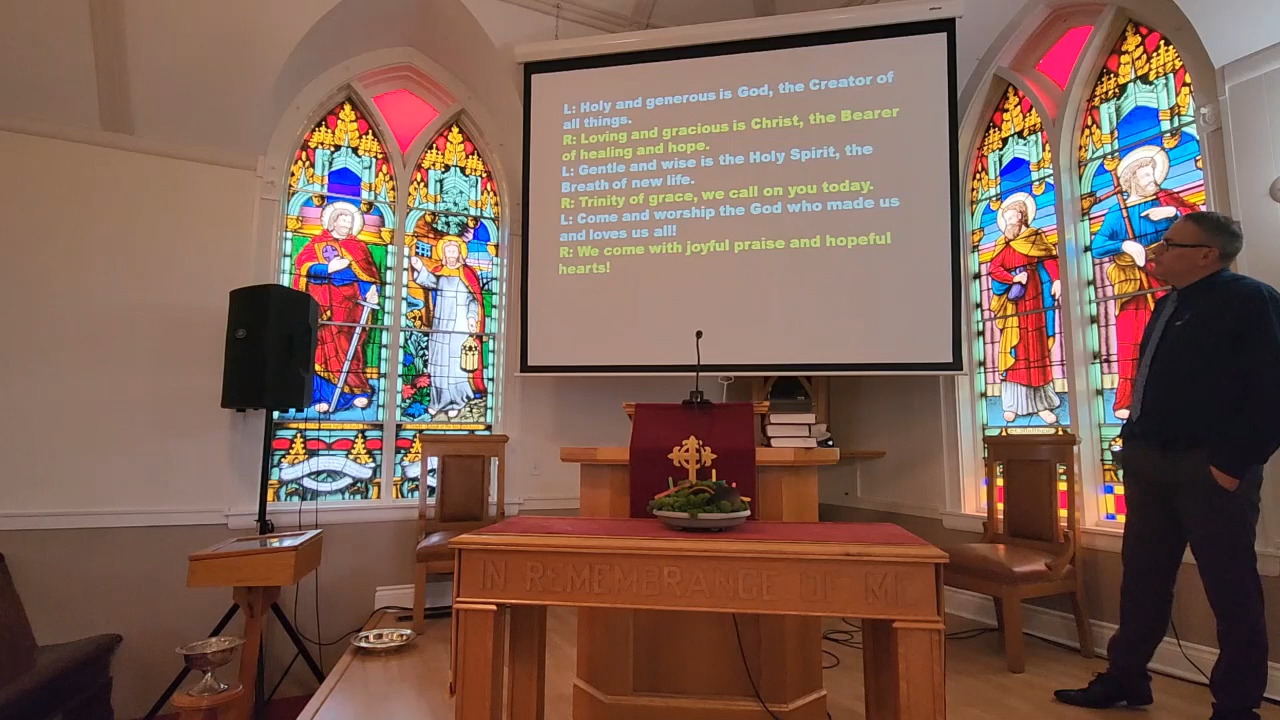 L: Holy and generous is God, the Creator of
all things.
R: Loving and gracious is Christ, the Bearer
of healing and hope.
L: Gentle and wise is the Holy Spirit, the
Breath of new life.
R: Trinity of grace, we call on you today.
L: Come and worship the God who made us
and loves us all!
R: We come with joyful praise and hopeful
hearts!
IN REMEMBRANCE OF ME